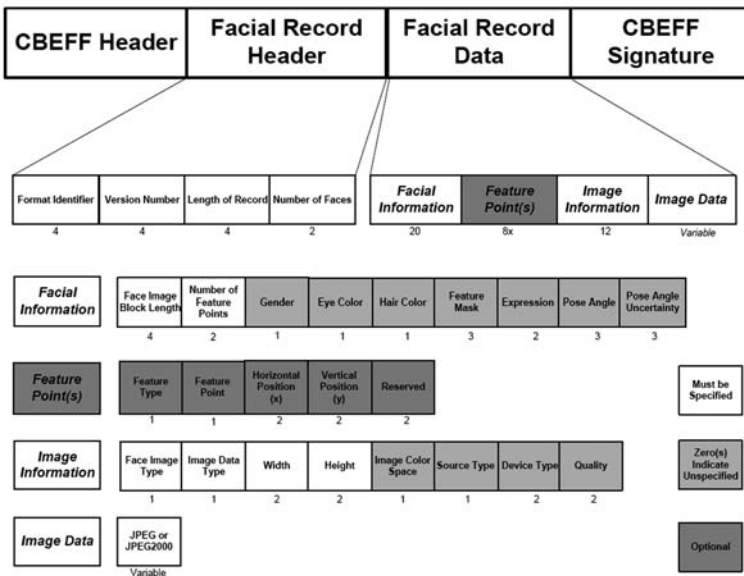 CBEFF Header
Facial Record
Header
Facial Record
Data
CBEFF
Signature
Format Identifier
Version Number
Length of Record
Number of Faces
4
4
4
2
Facial
Information
Feature
Point(s)
Image
Information
Image Data
20
8x
12
Variable
Facial
Information
Face Image
Block Length
Number of
Feature
Points
Gender
Eye Color
Hair Color
Feature
Mask
Expression
Pose Angle
Pose Angle
Uncertainty
4
2
1
1
1
3
2
3
3
Feature
Point(s)
Feature
Type
Feature
Point
Horizontal
Position
(x)
Vertical
Position
(y)
Reserved
1
1
2
2
2
Must be
Specified
Image
Information
Face Image
Type
Image Data
Type
Width
Height
Image Color
Space
Source Type
Device Type
Quality
1
1
2
2
1
1
2
2
Zero(s)
Indicate
Unspecified
Image Data
JPEG or
JPEG2000
Variable
Optional